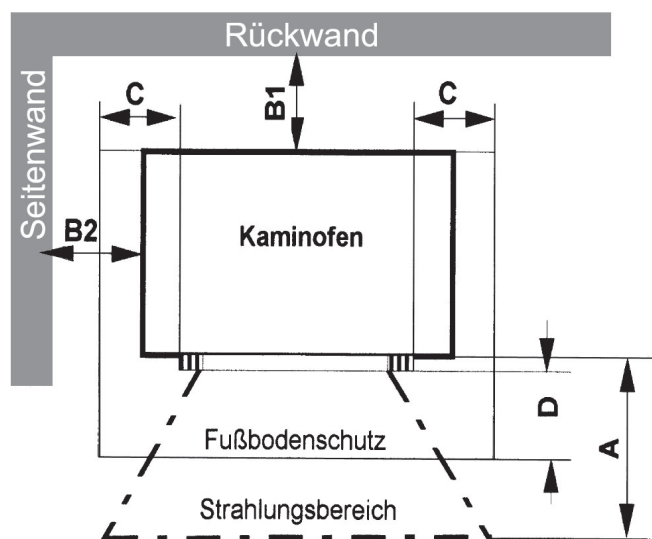 Rückwand
Seitenwand
C
B1
C
B2
Kaminofen
D
A
Fußbodenschutz
Strahlungsbereich